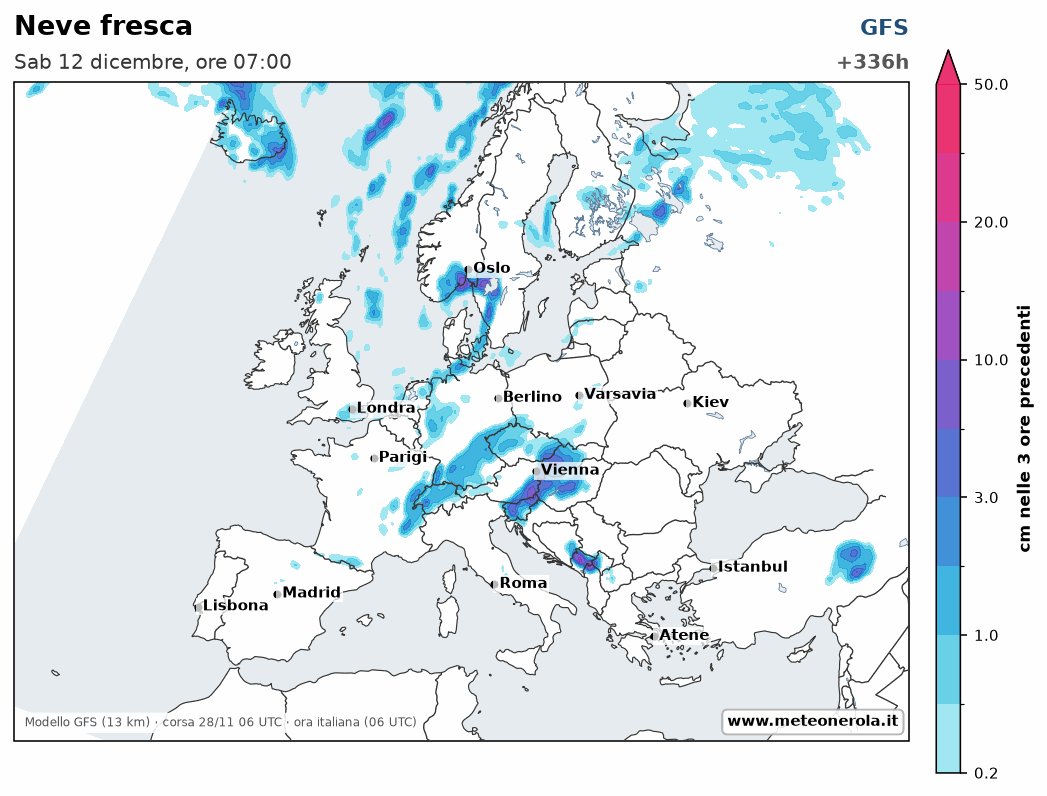 Neve fresca
GFS
Sab 12 dicembre, ore 07:00
+336h
50.0
20.0
10.0
3.0
1.0
0.2
cm nelle 3 ore precedenti
Oslo
Berlino
Varsavia
Kiev
Londra
Parigi
Vienna
Istanbul
Roma
Madrid
Lisbona
Atene
Modello GFS (13 km) · corsa 28/11 06 UTC · ora italiana (06 UTC)
www.meteonerola.it